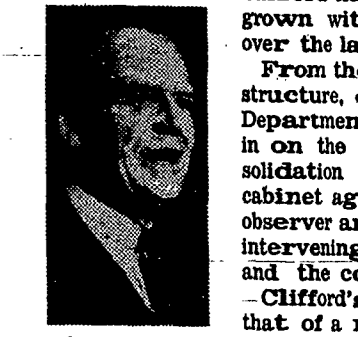 grown wit
over the la
From the
structure,
Departmen
in on the
solidation
cabinet ag
observer an
intervening
and the co
Clifford's
that of a